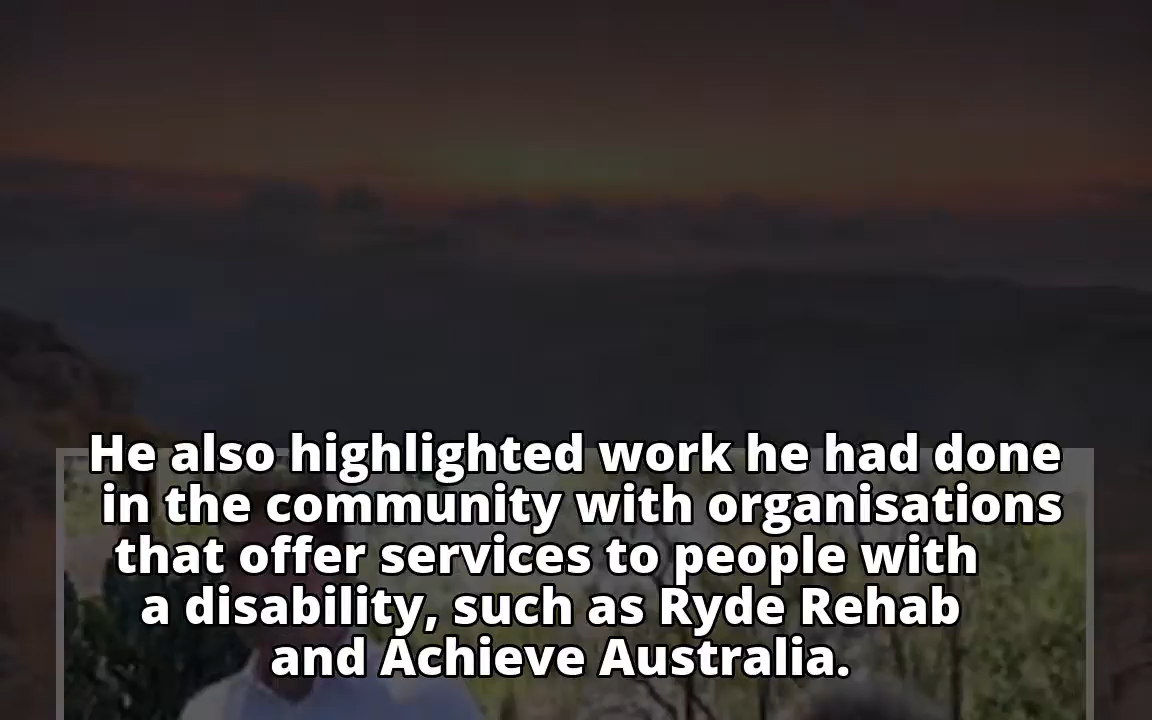 He also highlighted work he had done
in the community with organisations
that offer services to people with
a disability, such as Ryde Rehab
and Achieve Australia.